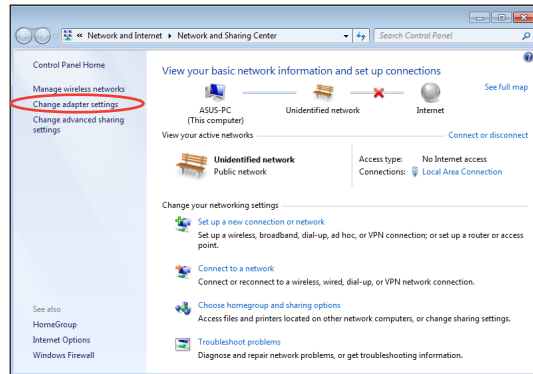 « Network and Internet ▸ Network and Sharing Center
Search Control Panel
Control Panel Home
Manage wireless networks
Change adapter settings
Change advanced sharing
settings
See also
HomeGroup
Internet Options
Windows Firewall
View your basic network information and set up connections
See full map
ASUS-PC
(This computer)
Unidentified network
Internet
View your active networks
Connect or disconnect
Unidentified network
Public network
Access type: No Internet access
Connections: Local Area Connection
Change your networking settings
Set up a new connection or network
Set up a wireless, broadband, dial-up, ad hoc, or VPN connection; or set up a router or access
point.
Connect to a network
Connect or reconnect to a wireless, wired, dial-up, or VPN network connection.
Choose homegroup and sharing options
Access files and printers located on other network computers, or change sharing settings.
Troubleshoot problems
Diagnose and repair network problems, or get troubleshooting information.